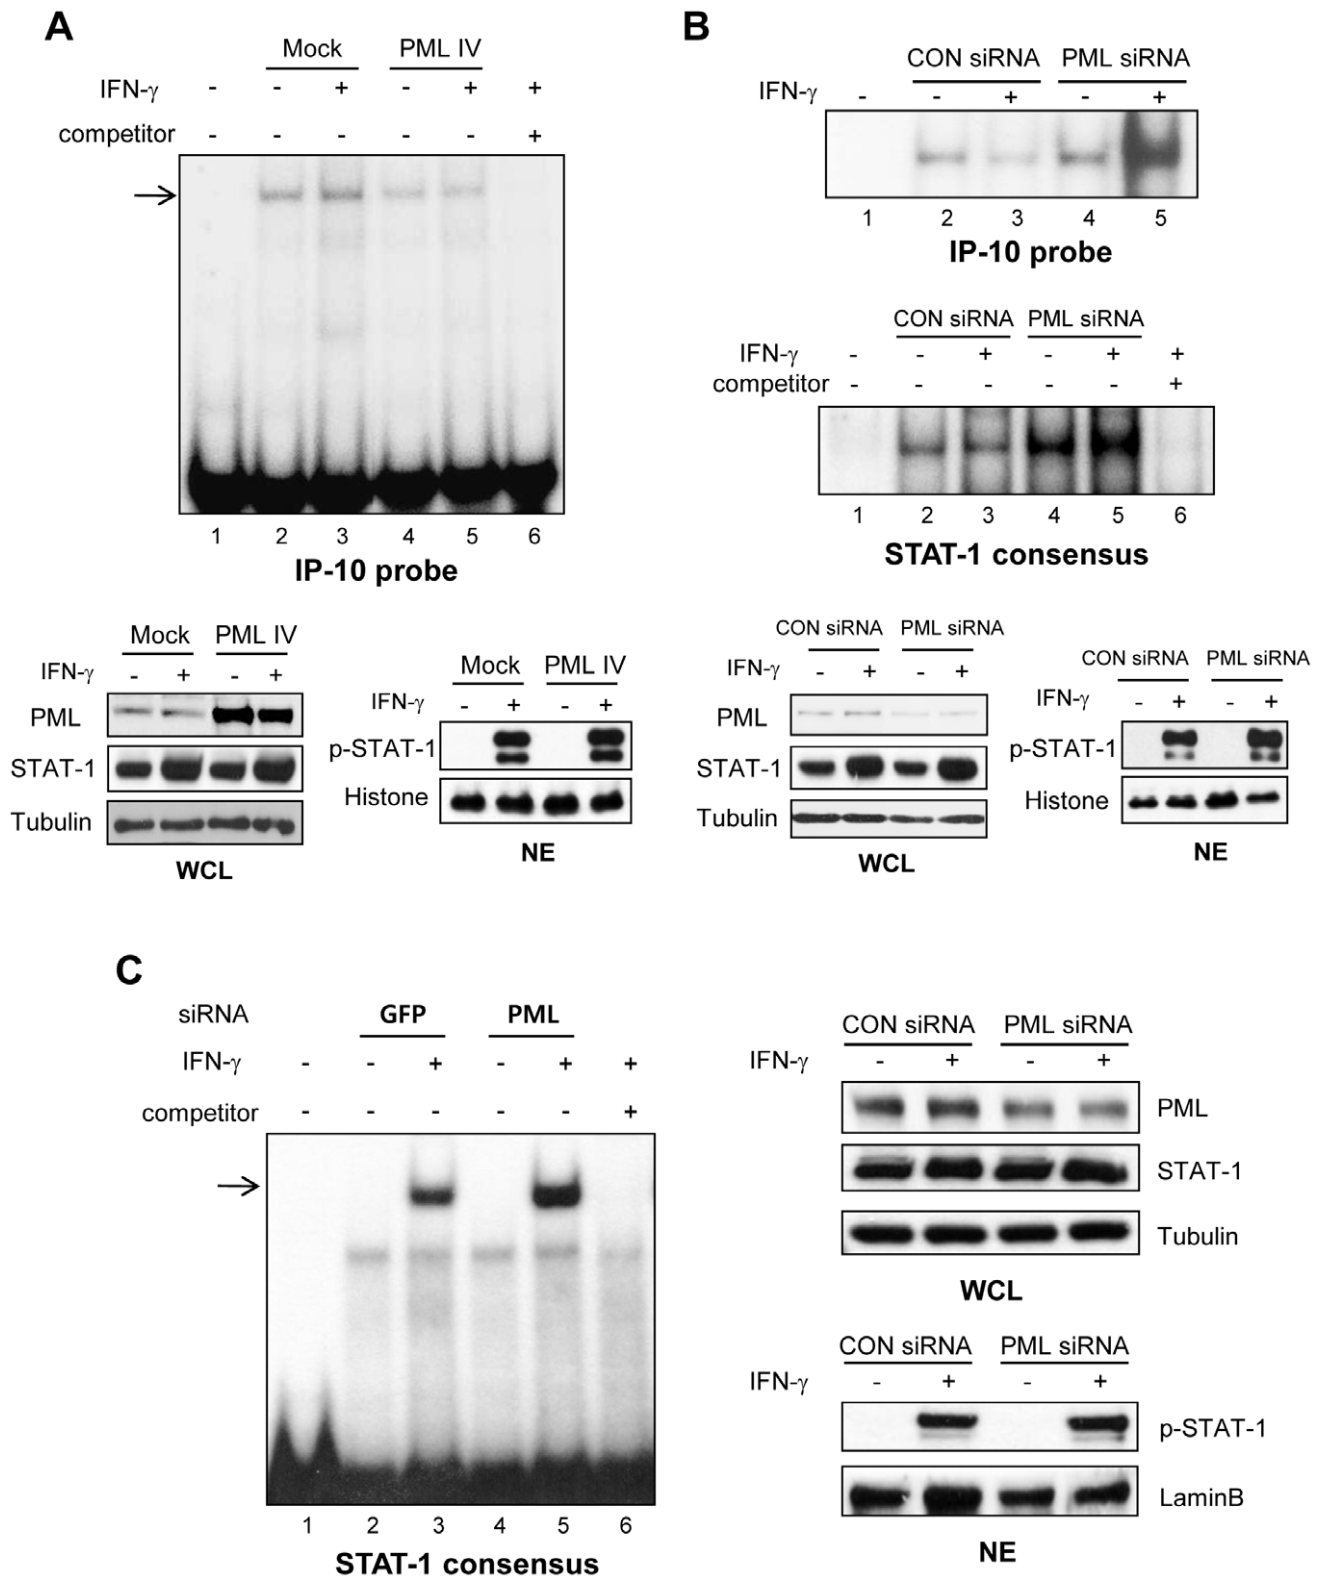 A
Mock PML IV
IFN-γ - - + - + +
competitor - - - - - +
1 2 3 4 5 6
IP-10 probe
Mock PML IV
IFN-γ - + - +
PML
STAT-1
Tubulin
WCL
Mock PML IV
IFN-γ - + - +
p-STAT-1
Histone
NE
B
CON siRNA PML siRNA
IFN-γ - - + - +
1 2 3 4 5
IP-10 probe
CON siRNA PML siRNA
IFN-γ - - + - + +
competitor - - - - - +
1 2 3 4 5 6
STAT-1 consensus
CON siRNA PML siRNA
IFN-γ - + - +
PML
STAT-1
Tubulin
WCL
CON siRNA PML siRNA
IFN-γ - + - +
p-STAT-1
Histone
NE
C
siRNA GFP PML
IFN-γ - - + - + +
competitor - - - - - +
1 2 3 4 5 6
STAT-1 consensus
CON siRNA PML siRNA
IFN-γ - + - +
PML
STAT-1
Tubulin
WCL
CON siRNA PML siRNA
IFN-γ - + - +
p-STAT-1
LaminB
NE